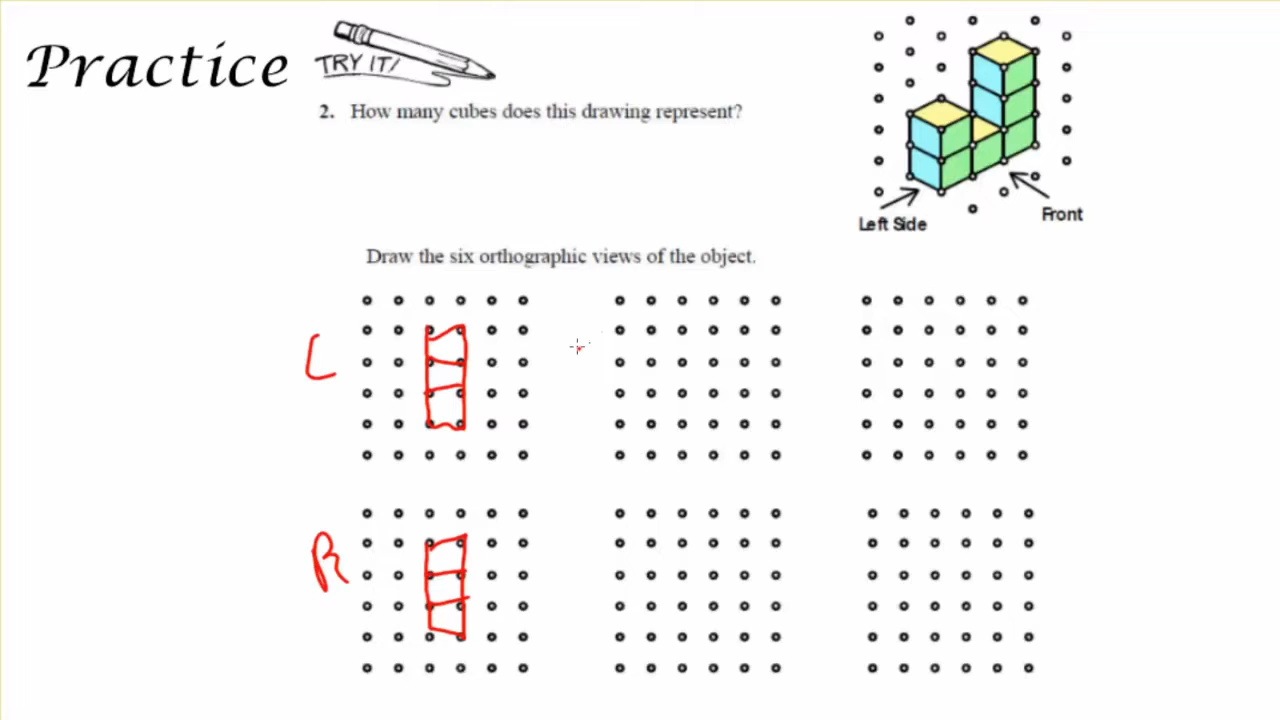 Practice
TRY IT!
2. How many cubes does this drawing represent?
Left Side
Front
Draw the six orthographic views of the object.
L
R